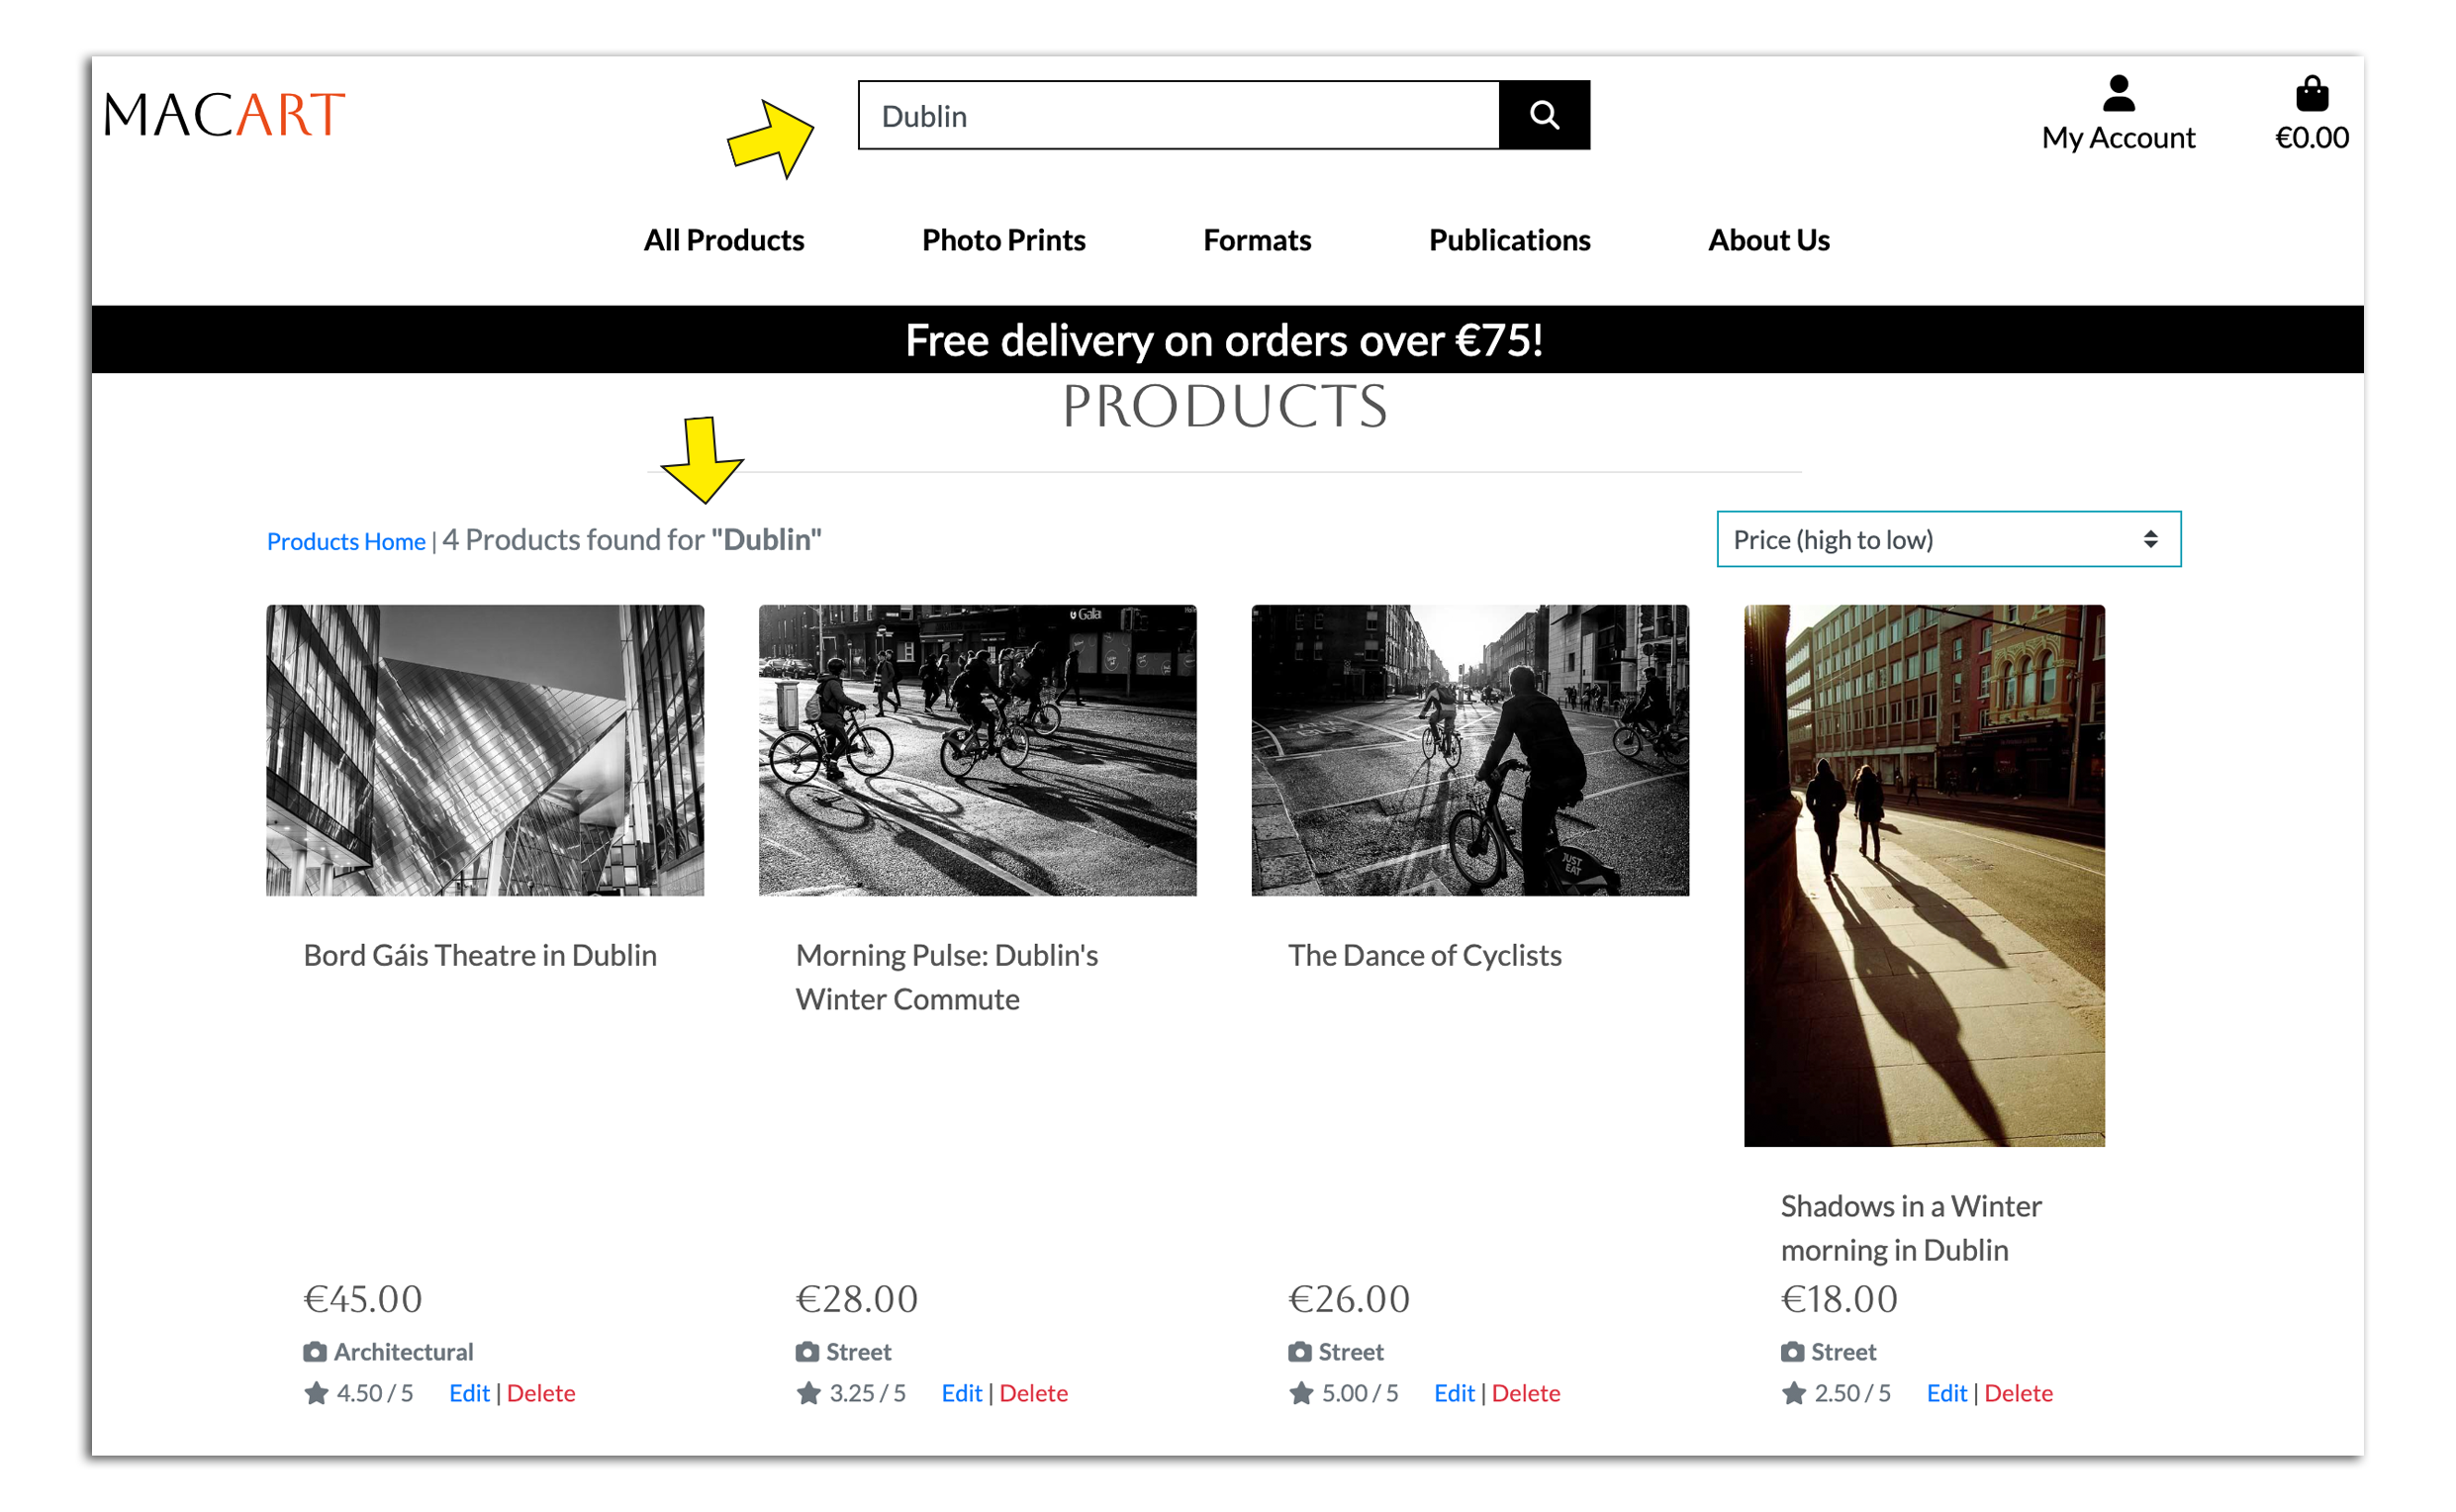 MACART
Dublin
My Account
€0.00
All Products
Photo Prints
Formats
Publications
About Us
Free delivery on orders over €75!
PRODUCTS
Products Home | 4 Products found for "Dublin"
Price (high to low)
Gala
JUST
EAT
Bord Gáis Theatre in Dublin
Morning Pulse: Dublin's
Winter Commute
The Dance of Cyclists
Shadows in a Winter
morning in Dublin
€45.00
€28.00
€26.00
€18.00
Architectural
Street
Street
Street
4.50 / 5 Edit | Delete
3.25 / 5 Edit | Delete
5.00 / 5 Edit | Delete
2.50 / 5 Edit | Delete